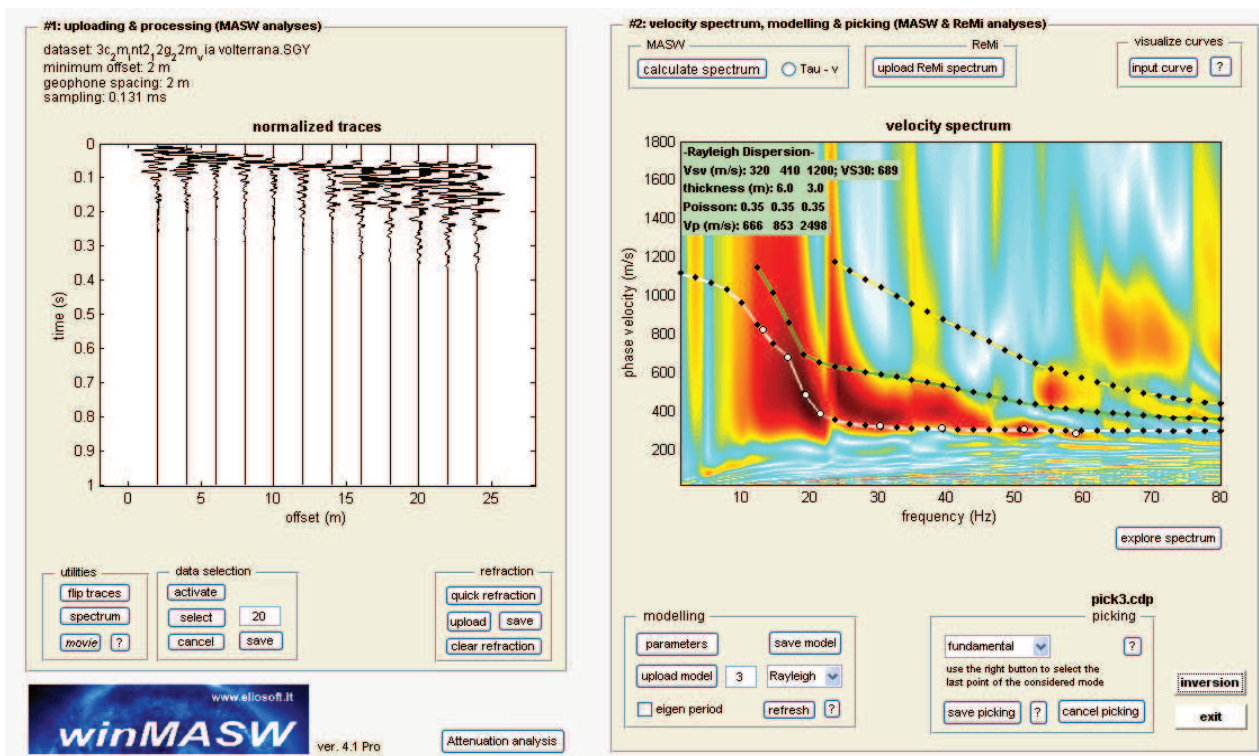 #1: uploading & processing (MASW analyses)
dataset: 3c2mint212g22mvia volterrana.SGY
minimum offset: 2 m
geophone spacing: 2 m
sampling: 0.131 ms
normalized traces
0
0.1
0.2
0.3
0.4
0.5
0.6
0.7
0.8
0.9
1
time (s)
0 5 10 15 20 25
offset (m)
utilities
flip traces
spectrum
movie ?
data selection
activate
select 20
cancel save
refraction
quick refraction
upload save
clear refraction
www.eliosoft.it
winMASW
ver. 4.1 Pro
Attenuation analysis
#2: velocity spectrum, modelling & picking (MASW & ReMi analyses)
MASW
calculate spectrum Tau - v
ReMi
upload ReMi spectrum
visualize curves
input curve ?
velocity spectrum
-Rayleigh Dispersion-
Vsv (m/s): 320 410 1200; VS30: 689
thickness (m): 6.0 3.0
Poisson: 0.35 0.35 0.35
Vp (m/s): 666 853 2498
1800
1600
1400
1200
1000
800
600
400
200
phase velocity (m/s)
10 20 30 40 50 60 70 80
frequency (Hz)
explore spectrum
modelling
parameters save model
upload model 3 Rayleigh
eigen period refresh ?
pick3.cdp
picking
fundamental ?
use the right button to select the
last point of the considered mode
save picking ? cancel picking
inversion
exit